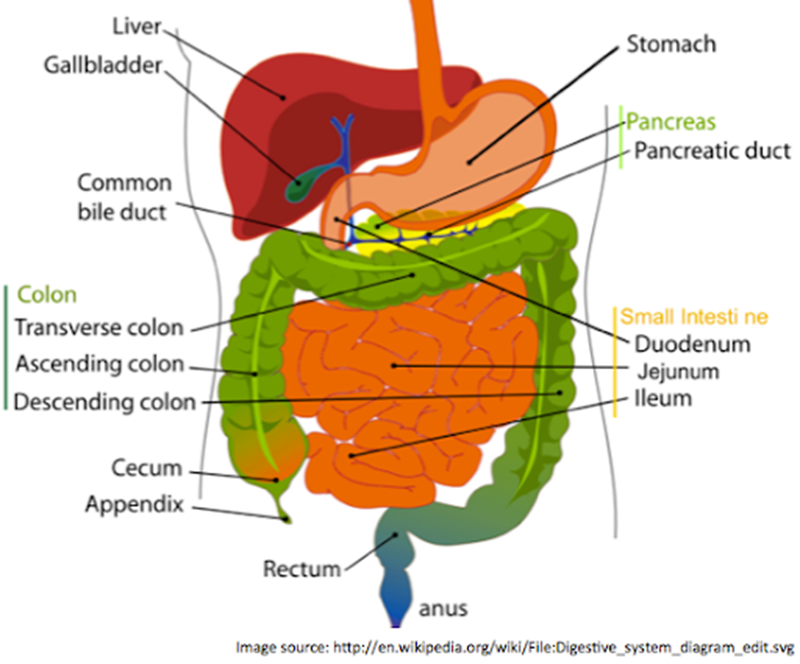 Liver
Gallbladder
Common
bile duct
Stomach
Pancreas
Pancreatic duct
Colon
Transverse colon
Ascending colon
Descending colon
Small Intesti ne
Duodenum
Jejunum
Ileum
Cecum
Appendix
Rectum
anus
Image source: http://en.wikipedia.org/wiki/File:Digestive_system_diagram_edit.svg